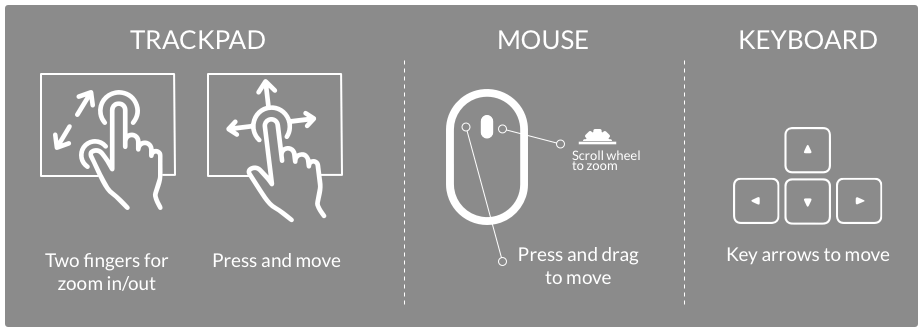 TRACKPAD
Two fingers for
zoom in/out
Press and move
MOUSE
Scroll wheel
to zoom
Press and drag
to move
KEYBOARD
Key arrows to move